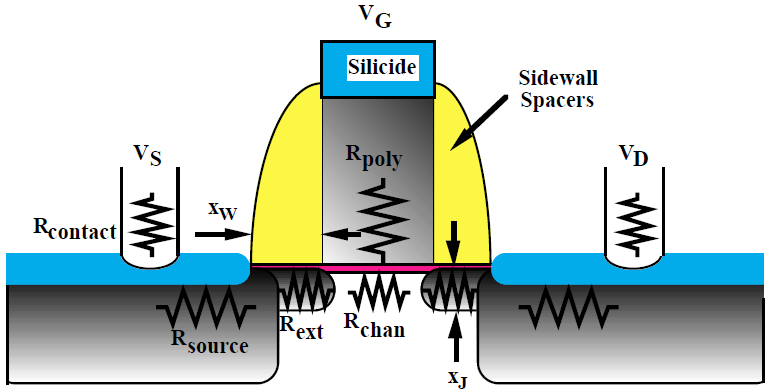 VG
Silicide
Sidewall
Spacers
VS
Rpoly
VD
xW
Rcontact
Rext
Rchan
Rsource
xJ